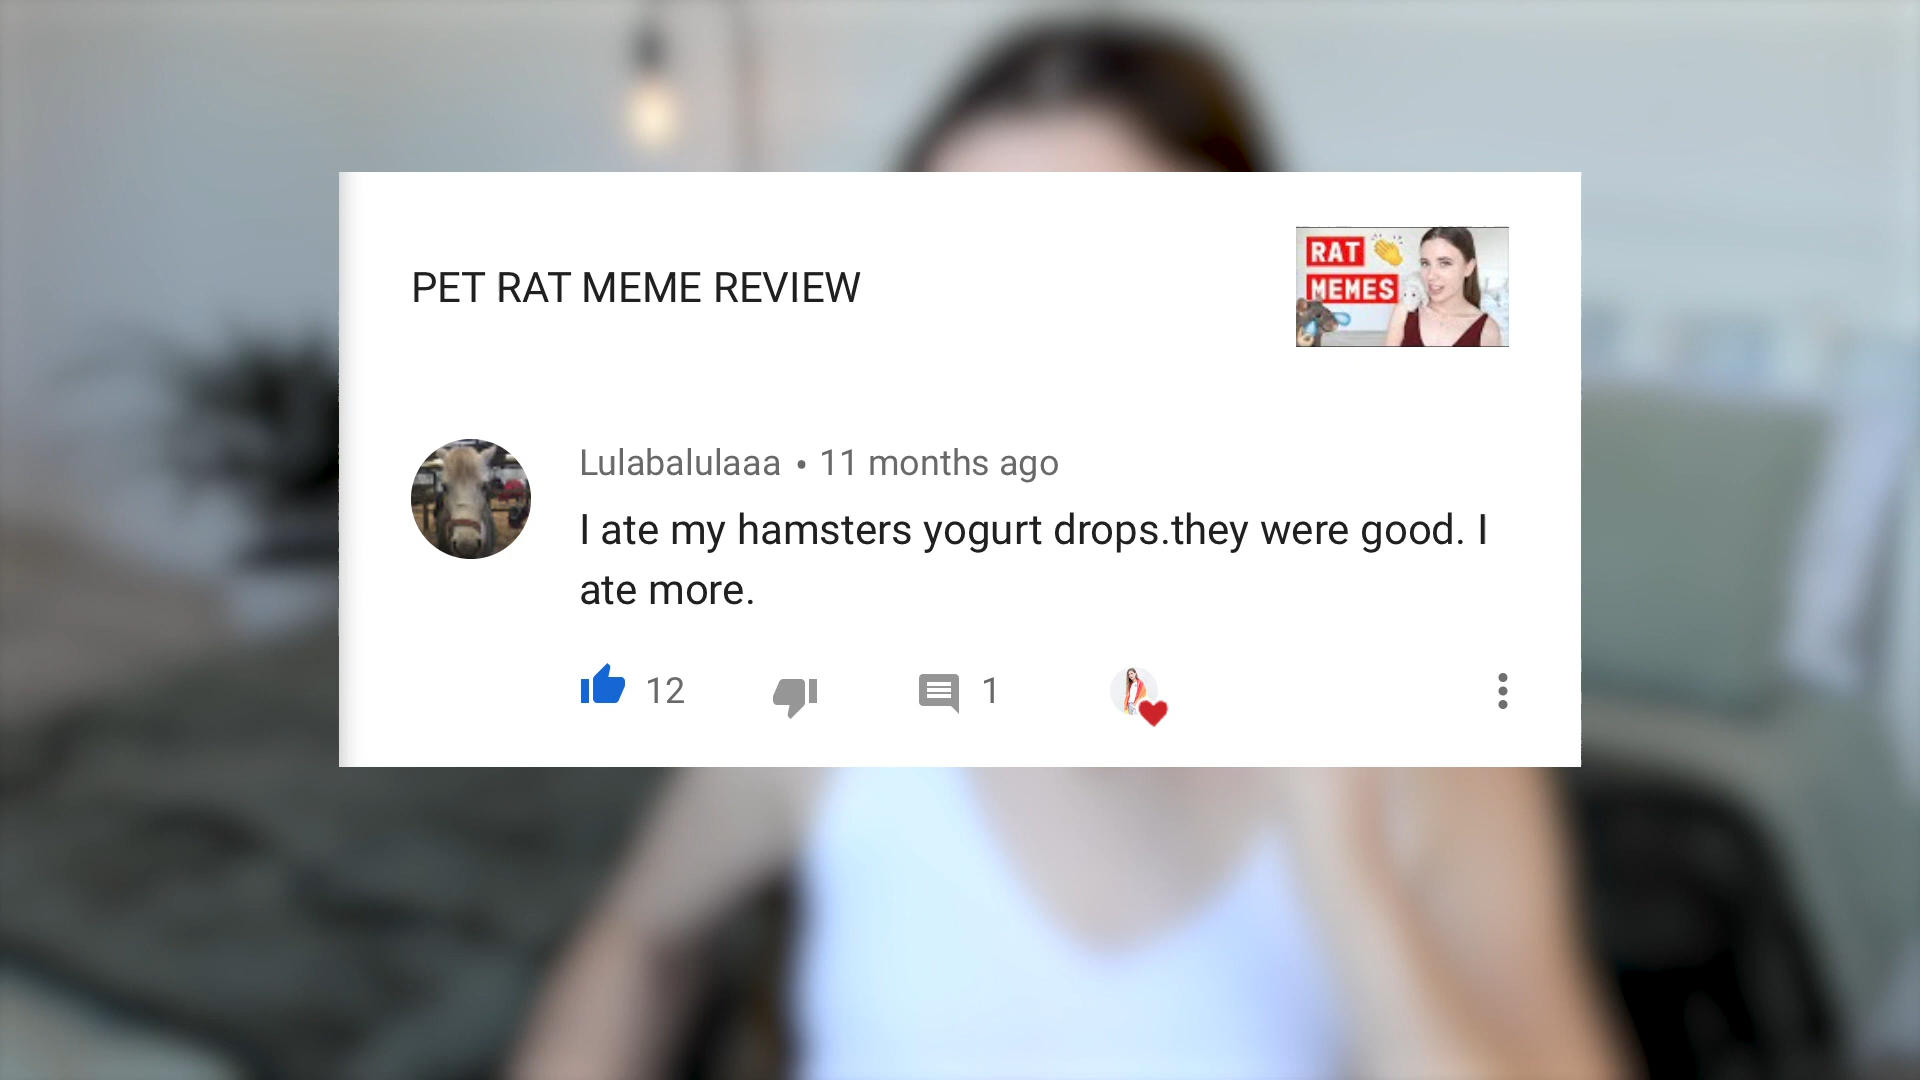 PET RAT MEME REVIEW
RAT
MEMES
Lulabalulaaa • 11 months ago
I ate my hamsters yogurt drops.they were good. I
ate more.
12
1